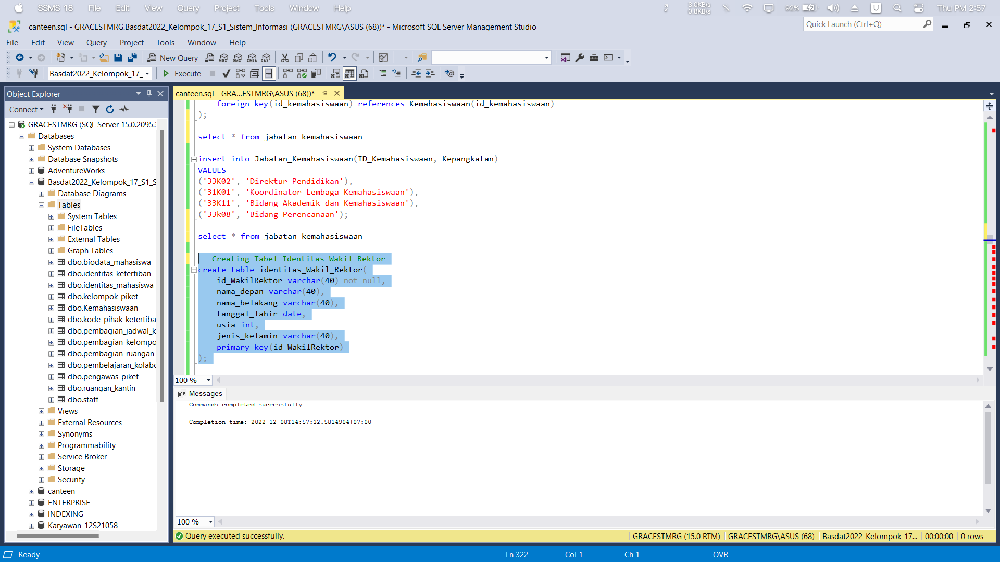 SSMS 18 File Edit View Query Project Tools Window Help 3.0KB/s 0.8KB/s 92% U Thu PM 2:57
canteen.sql - GRACESTMRG.Basdat2022_Kelompok_17_S1_Sistem_Informasi (GRACESTMRG\ASUS (68))* - Microsoft SQL Server Management Studio
Quick Launch (Ctrl+Q)
File Edit View Query Project Tools Window Help
New Query MDX DMX XMLA DAX
Basdat2022_Kelompok_17_ Execute
Object Explorer
Connect
GRACESTMRG (SQL Server 15.0.2095.3
Databases
System Databases
Database Snapshots
AdventureWorks
Basdat2022_Kelompok_17_S1_S
Database Diagrams
Tables
System Tables
FileTables
External Tables
Graph Tables
dbo.biodata_mahasiswa
dbo.identitas_ketertiban
dbo.identitas_mahasiswa
dbo.kelompok_piket
dbo.Kemahasiswaan
dbo.kode_pihak_ketertiba
dbo.pembagian_jadwal_k
dbo.pembagian_kelompo
dbo.pembagian_ruangan_
dbo.pembelajaran_kolabo
dbo.pengawas_piket
dbo.ruangan_kantin
dbo.staff
Views
External Resources
Synonyms
Programmability
Service Broker
Storage
Security
canteen
ENTERPRISE
INDEXING
Karyawan_12S21058
canteen.sql - GRA...ESTMRG\ASUS (68))*
foreign key(id_kemahasiswaan) references Kemahasiswaan(id_kemahasiswaan)
);
select * from jabatan_kemahasiswaan
insert into Jabatan_Kemahasiswaan(ID_Kemahasiswaan, Kepangkatan)
VALUES
('33K02', 'Direktur Pendidikan'),
('31K01', 'Koordinator Lembaga Kemahasiswaan'),
('33K11', 'Bidang Akademik dan Kemahasiswaan'),
('33k08', 'Bidang Perencanaan');
select * from jabatan_kemahasiswaan
-- Creating Tabel Identitas Wakil Rektor
create table identitas_Wakil_Rektor(
id_WakilRektor varchar(40) not null,
nama_depan varchar(40),
nama_belakang varchar(40),
tanggal_lahir date,
usia int,
jenis_kelamin varchar(40),
primary key(id_WakilRektor)
);
100 %
Messages
Commands completed successfully.
Completion time: 2022-12-08T14:57:32.5814904+07:00
100 %
Query executed successfully. GRACESTMRG (15.0 RTM) GRACESTMRG\ASUS (68) Basdat2022_Kelompok_17... 00:00:00 0 rows
Ready Ln 322 Col 1 Ch 1 OVR